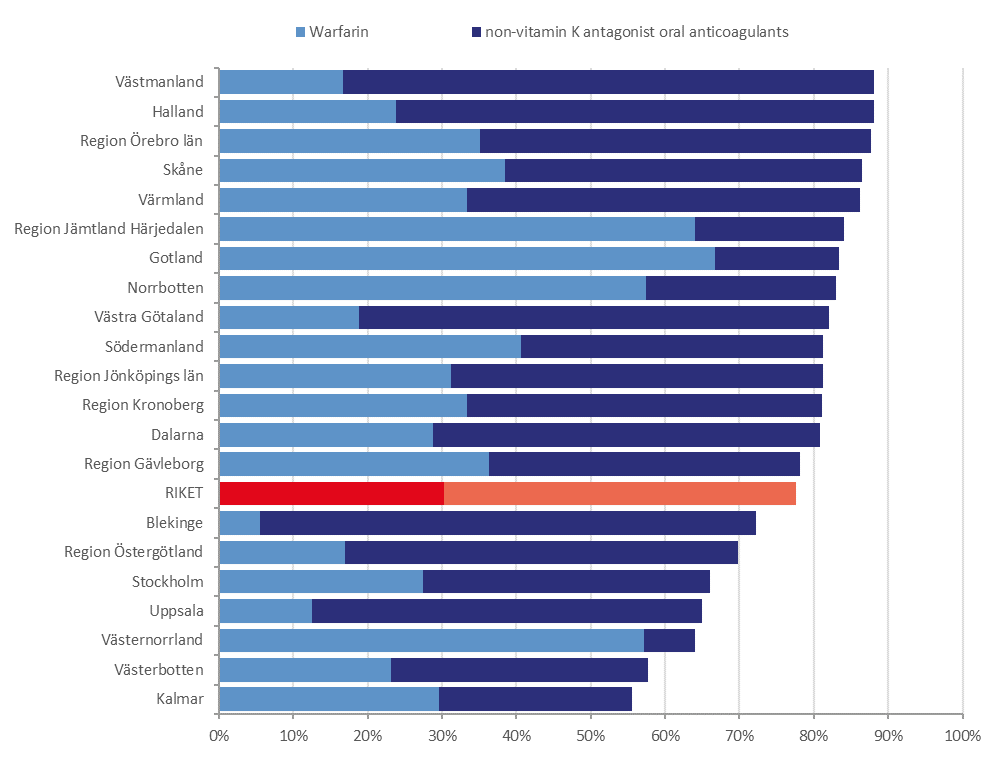 Warfarin non-vitamin K antagonist oral anticoagulants
Västmanland
Halland
Region Örebro län
Skåne
Värmland
Region Jämtland Härjedalen
Gotland
Norrbotten
Västra Götaland
Södermanland
Region Jönköpings län
Region Kronoberg
Dalarna
Region Gävleborg
RIKET
Blekinge
Region Östergötland
Stockholm
Uppsala
Västernorrland
Västerbotten
Kalmar
0% 10% 20% 30% 40% 50% 60% 70% 80% 90% 100%